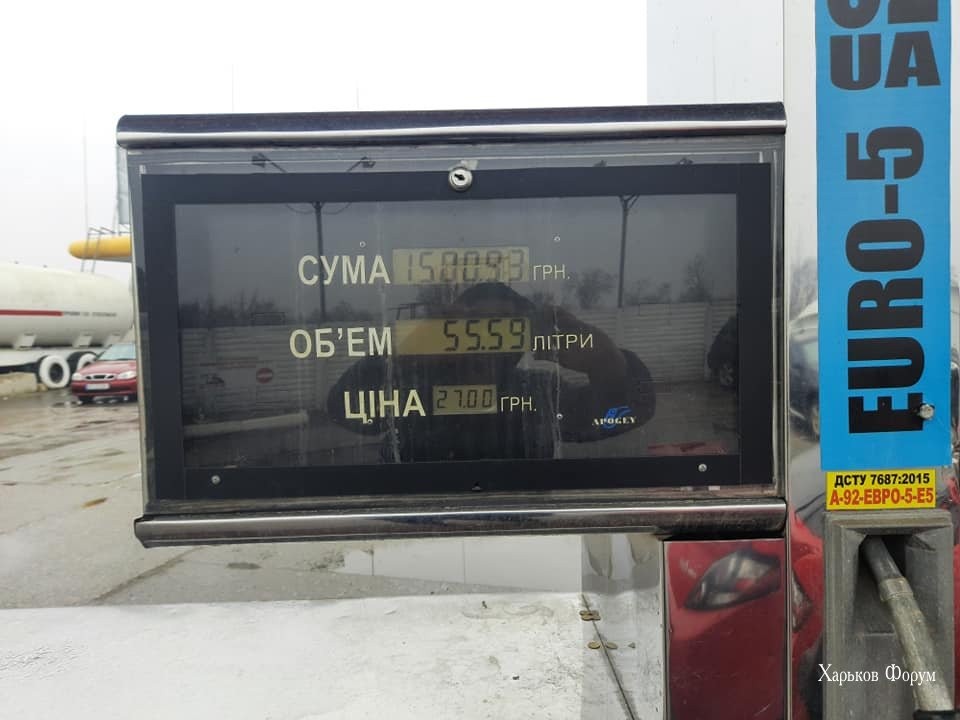 UA
EURO-5
СУМА 1500.93 ГРН.
ОБ'ЄМ 55.59 ЛІТРИ
ЦІНА 27.00 ГРН.
APOGEY
ДСТУ 7687:2015
А-92-ЕВРО-5-Е5
Харьков Форум